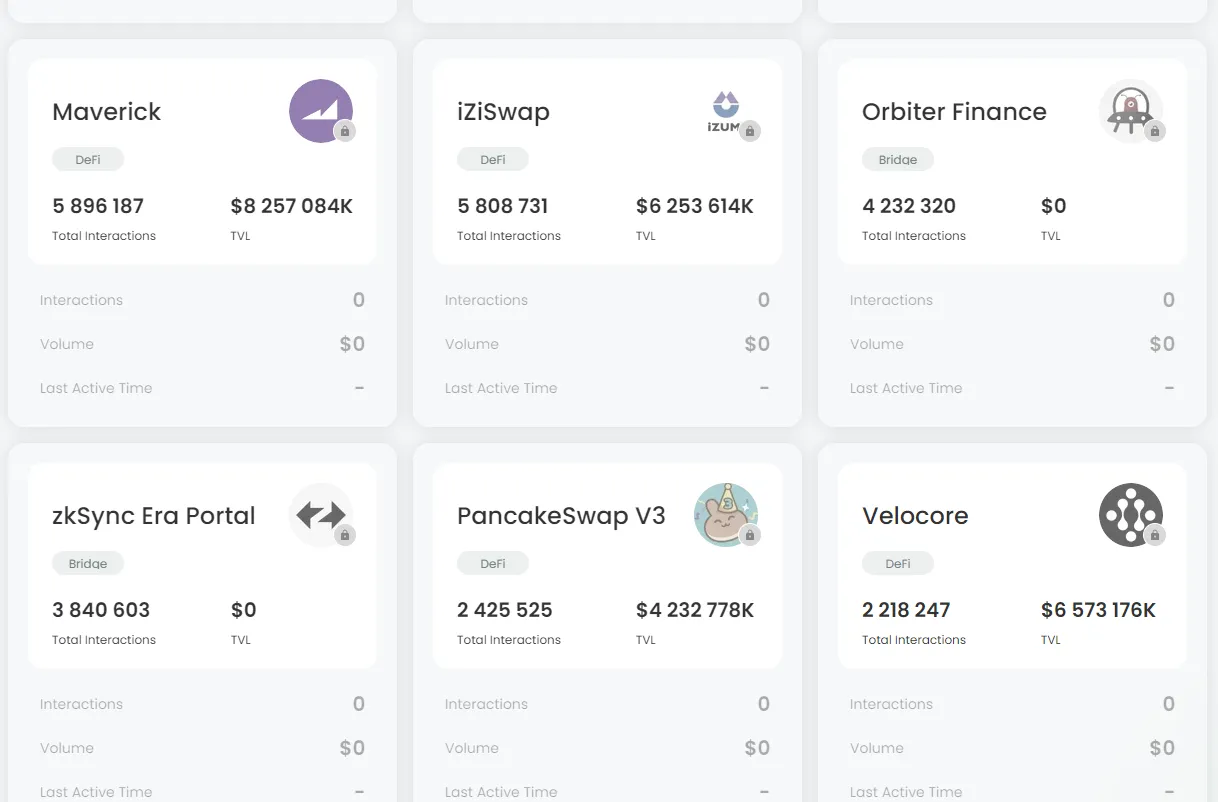 Maverick
DeFi
5 896 187 $8 257 084K
Total Interactions TVL
Interactions 0
Volume $0
Last Active Time -
iZiSwap
iZUM
DeFi
5 808 731 $6 253 614K
Total Interactions TVL
Interactions 0
Volume $0
Last Active Time -
Orbiter Finance
Bridge
4 232 320 $0
Total Interactions TVL
Interactions 0
Volume $0
Last Active Time -
zkSync Era Portal
Bridge
3 840 603 $0
Total Interactions TVL
Interactions 0
Volume $0
Last Active Time -
PancakeSwap V3
3
DeFi
2 425 525 $4 232 778K
Total Interactions TVL
Interactions 0
Volume $0
Last Active Time -
Velocore
DeFi
2 218 247 $6 573 176K
Total Interactions TVL
Interactions 0
Volume $0
Last Active Time -